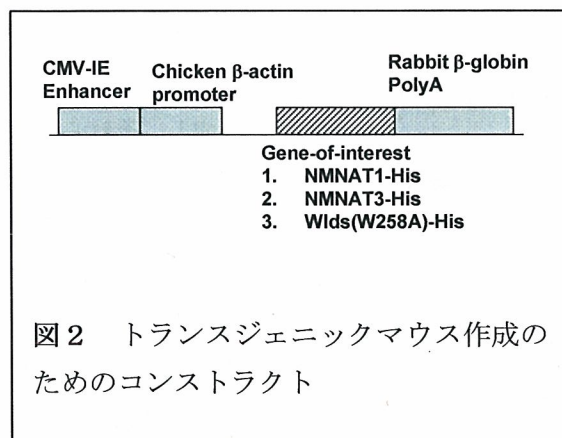 CMV-IE
Enhancer
Chicken β-actin
promoter
Rabbit β-globin
PolyA
Gene-of-interest
1. NMNAT1-His
2. NMNAT3-His
3. Wlds(W258A)-His
図2 トランスジェニックマウス作成の
ためのコンストラクト